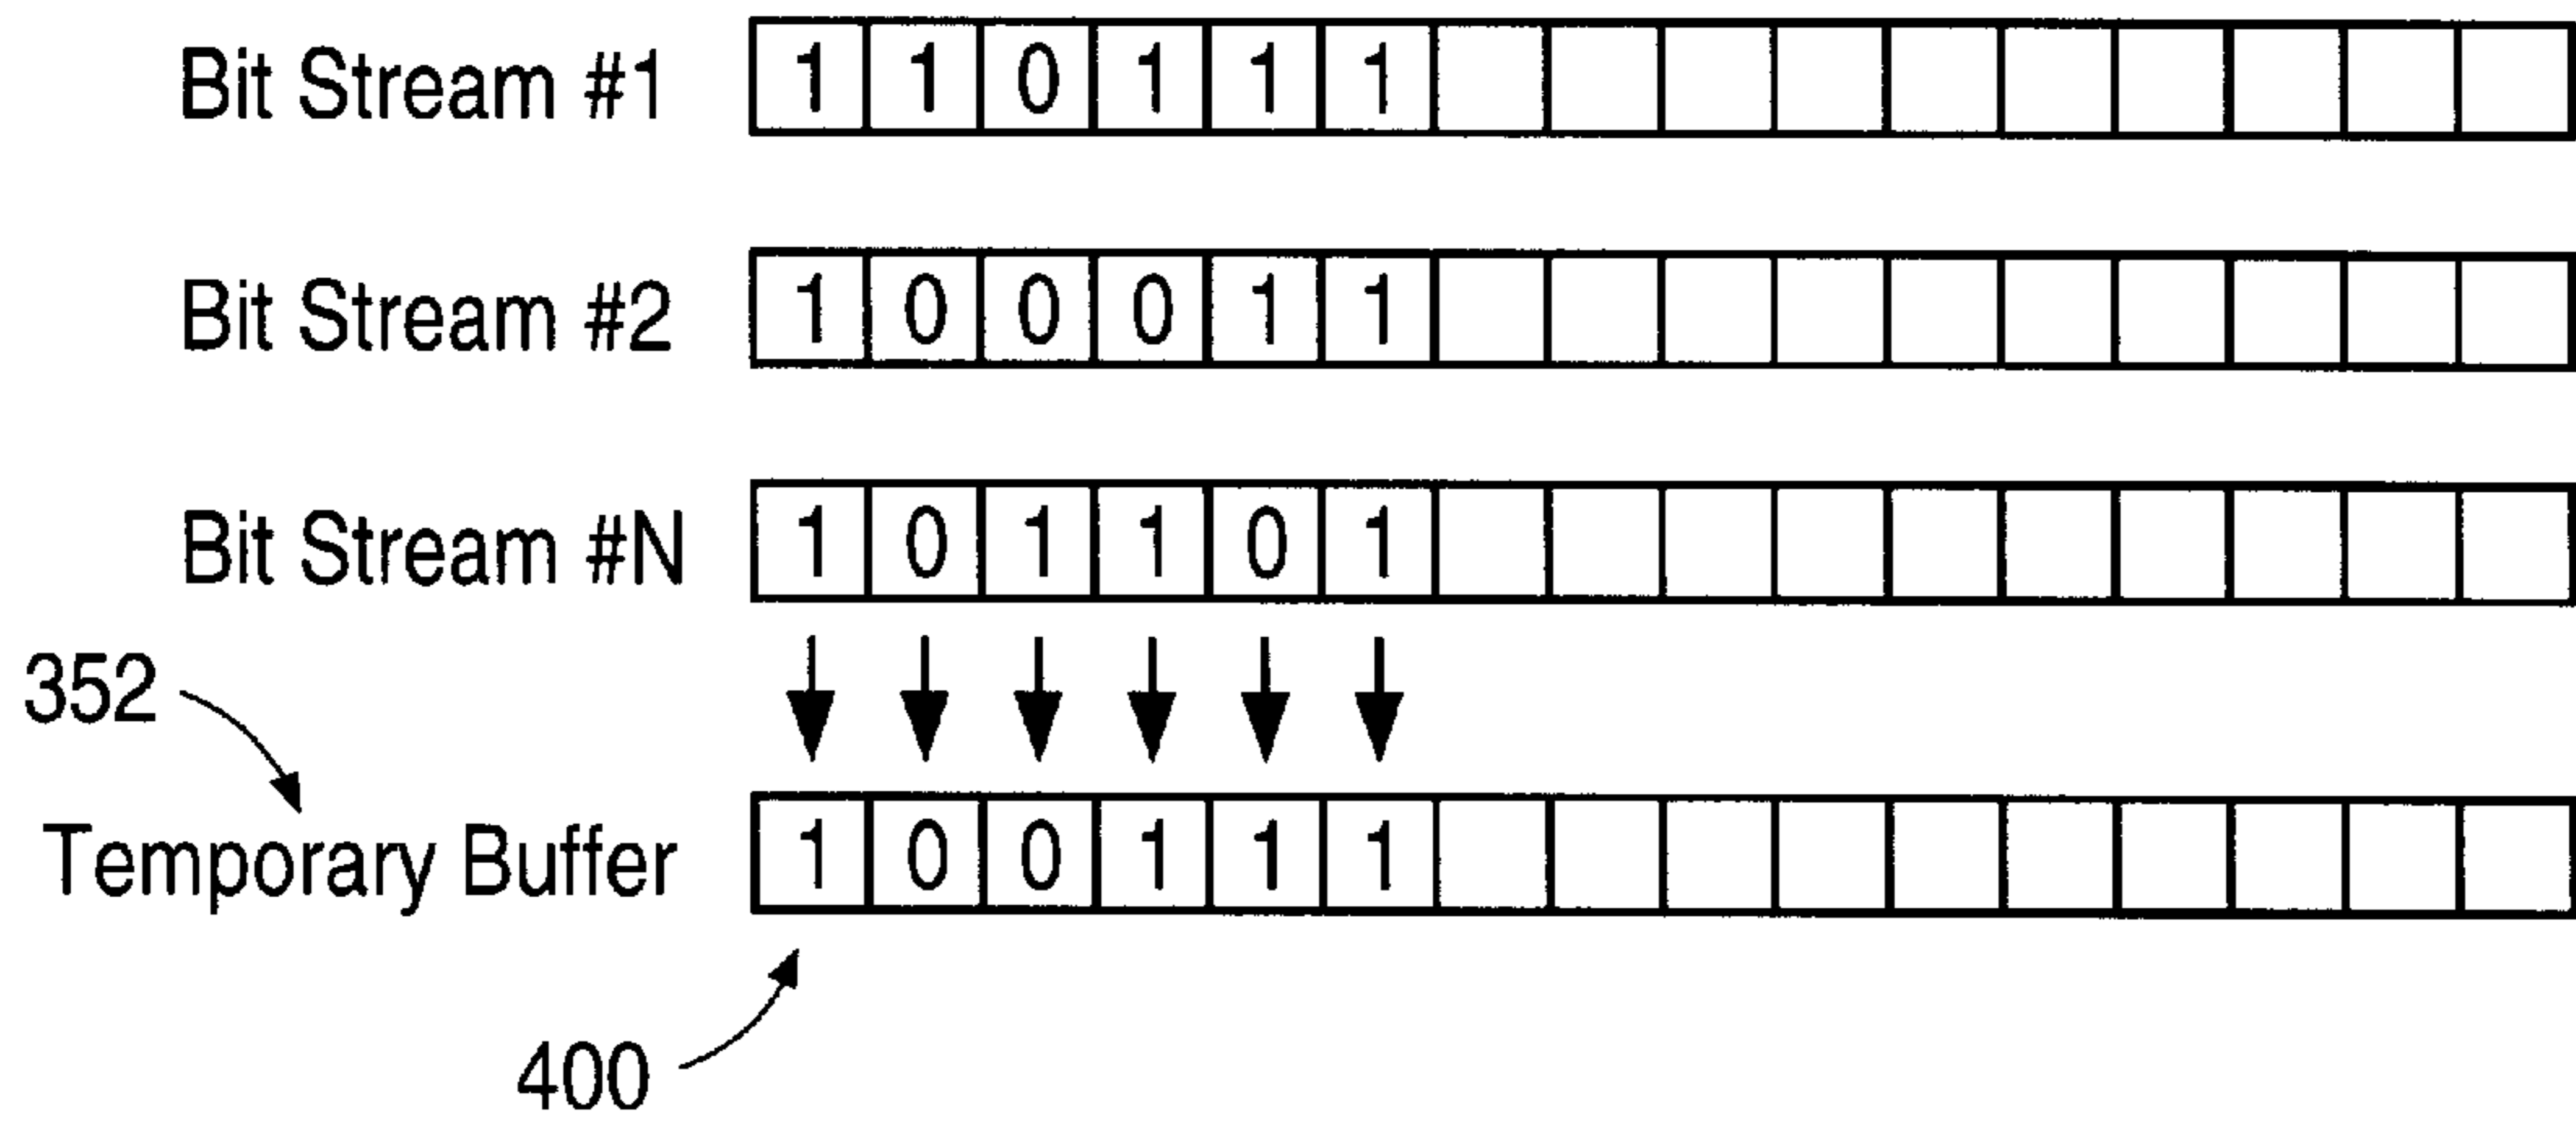 Bit Stream #1 1 1 0 1 1 1
Bit Stream #2 1 0 0 0 1 1
Bit Stream #N 1 0 1 1 0 1
352
Temporary Buffer 1 0 0 1 1 1
400